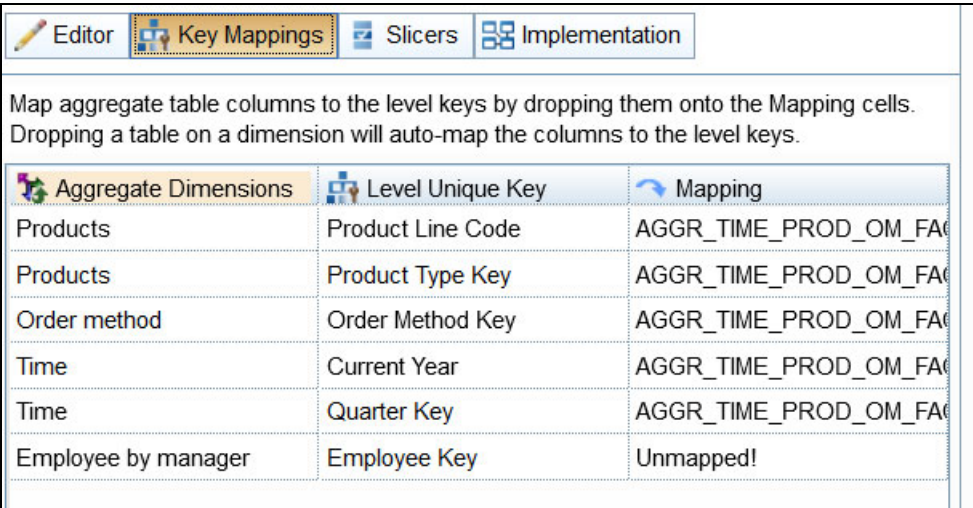 Editor Key Mappings Slicers Implementation
Map aggregate table columns to the level keys by dropping them onto the Mapping cells.
Dropping a table on a dimension will auto-map the columns to the level keys.
Aggregate Dimensions Level Unique Key Mapping
Products Product Line Code AGGR_TIME_PROD_OM_FA
Products Product Type Key AGGR_TIME_PROD_OM_FA
Order method Order Method Key AGGR_TIME_PROD_OM_FA
Time Current Year AGGR_TIME_PROD_OM_FA
Time Quarter Key AGGR_TIME_PROD_OM_FA
Employee by manager Employee Key Unmapped!